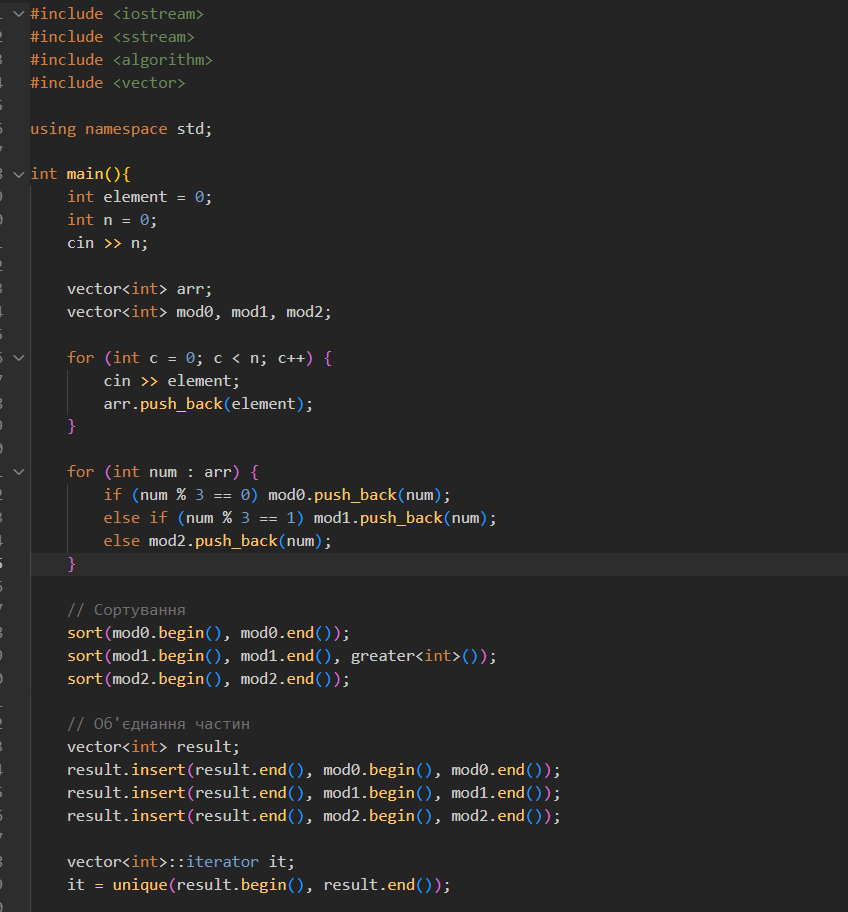 #include <iostream>
#include <sstream>
#include <algorithm>
#include <vector>
using namespace std;
int main(){
int element = 0;
int n = 0;
cin >> n;
vector<int> arr;
vector<int> mod0, mod1, mod2;
for (int c = 0; c < n; c++) {
cin >> element;
arr.push_back(element);
}
for (int num : arr) {
if (num % 3 == 0) mod0.push_back(num);
else if (num % 3 == 1) mod1.push_back(num);
else mod2.push_back(num);
}
// Сортування
sort(mod0.begin(), mod0.end());
sort(mod1.begin(), mod1.end(), greater<int>());
sort(mod2.begin(), mod2.end());
// Об'єднання частин
vector<int> result;
result.insert(result.end(), mod0.begin(), mod0.end());
result.insert(result.end(), mod1.begin(), mod1.end());
result.insert(result.end(), mod2.begin(), mod2.end());
vector<int>::iterator it;
it = unique(result.begin(), result.end());